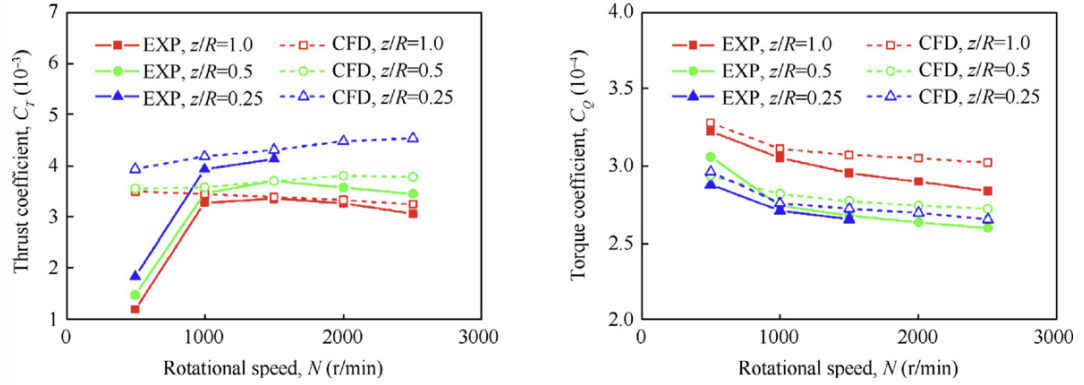 7
6
5
4
3
2
1
0
1000
2000
3000
Thrust coefficient, C_T (10⁻³)
Rotational speed, N (r/min)
EXP, z/R=1.0
EXP, z/R=0.5
EXP, z/R=0.25
CFD, z/R=1.0
CFD, z/R=0.5
CFD, z/R=0.25
4.0
3.5
3.0
2.5
2.0
0
1000
2000
3000
Torque coefficient, C_Q (10⁻⁴)
Rotational speed, N (r/min)
EXP, z/R=1.0
EXP, z/R=0.5
EXP, z/R=0.25
CFD, z/R=1.0
CFD, z/R=0.5
CFD, z/R=0.25